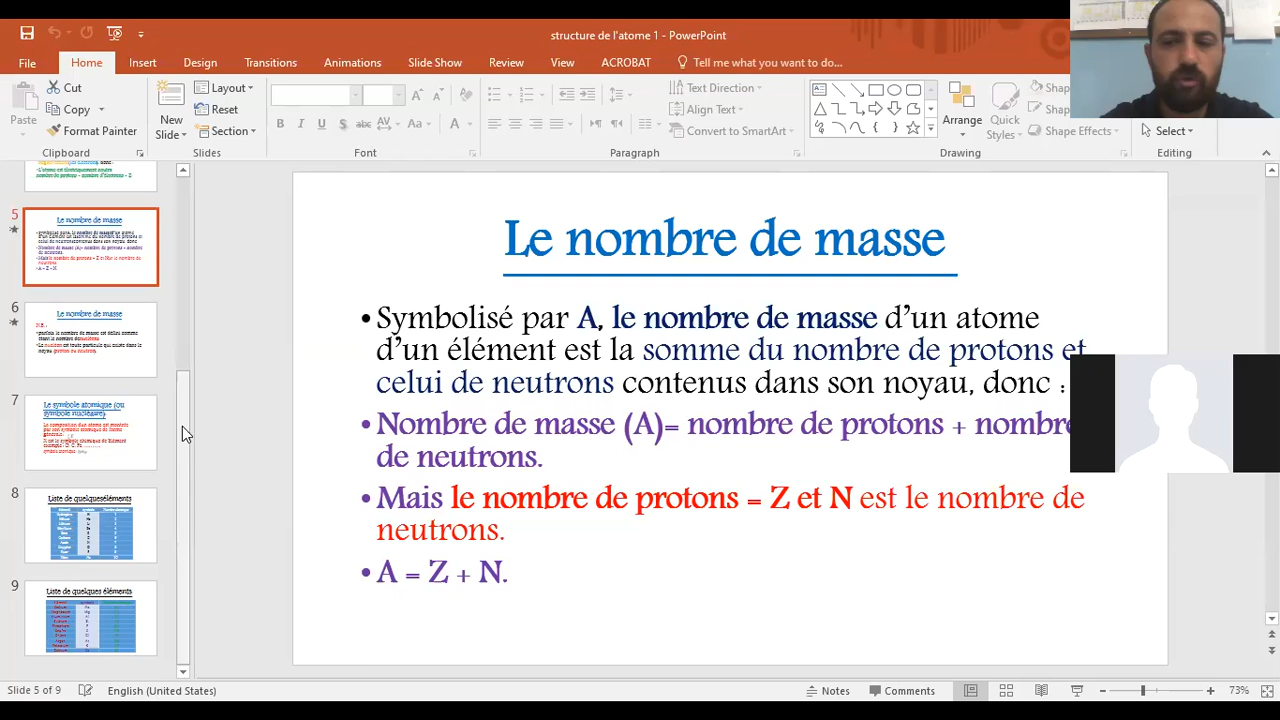 structure de l'atome 1 - PowerPoint
File
Home
Insert
Design
Transitions
Animations
Slide Show
Review
View
ACROBAT
Tell me what you want to do...
Paste
Cut
Copy
Format Painter
Clipboard
New
Slide
Layout
Reset
Section
Slides
Font
Text Direction
Align Text
Convert to SmartArt
Paragraph
Arrange
Quick
Styles
Shap
Shap
Shape Effects
Drawing
Select
Editing
5
Le nombre de masse
6
Le nombre de masse
7
Le symbole atomique (ou
symbole nucléaire)
8
Liste de quelques éléments
9
Liste de quelques éléments
Le nombre de masse
•Symbolisé par A, le nombre de masse d'un atome
d'un élément est la somme du nombre de protons et
celui de neutrons contenus dans son noyau, donc :
•Nombre de masse (A)= nombre de protons + nombre
de neutrons.
•Mais le nombre de protons = Z et N est le nombre de
neutrons.
•A = Z + N.
Slide 5 of 9
English (United States)
Notes
Comments
73%